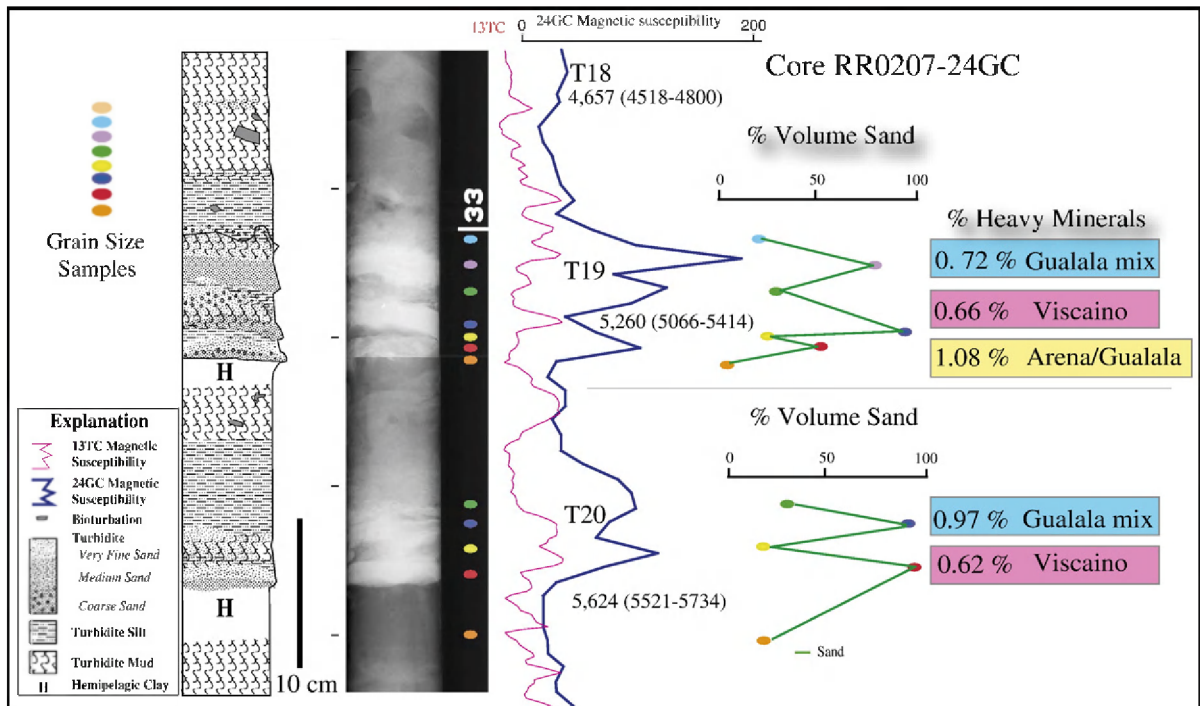 13TC 0 24GC Magnetic susceptibility 200
Core RR0207-24GC
T18
4,657 (4518-4800)
% Volume Sand
0 50 100
33
Grain Size
Samples
% Heavy Minerals
0. 72 % Gualala mix
T19
0.66 % Viscaino
5,260 (5066-5414)
1.08 % Arena/Gualala
H
% Volume Sand
0 50 100
Explanation
13TC Magnetic
Susceptibility
24GC Magnetic
Susceptibility
Bioturbation
Turbidite
Very Fine Sand
Medium Sand
Coarse Sand
Turbidite Silt
Turbidite Mud
H Hemipelagic Clay
T20
0.97 % Gualala mix
0.62 % Viscaino
5,624 (5521-5734)
H
Sand
10 cm